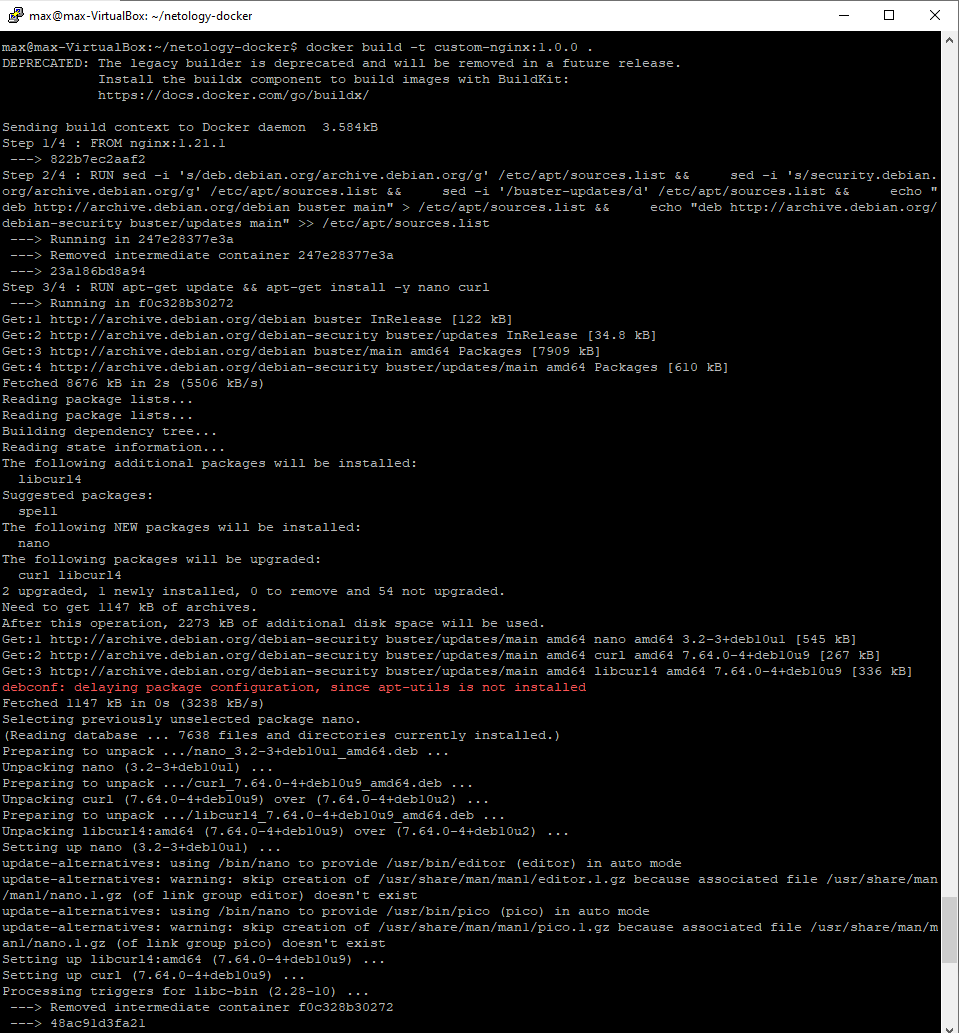 max@max-VirtualBox: ~/netology-docker
max@max-VirtualBox:~/netology-docker$ docker build -t custom-nginx:1.0.0 .
DEPRECATED: The legacy builder is deprecated and will be removed in a future release.
            Install the buildx component to build images with BuildKit:
            https://docs.docker.com/go/buildx/
Sending build context to Docker daemon  3.584kB
Step 1/4 : FROM nginx:1.21.1
 ---> 822b7ec2aaf2
Step 2/4 : RUN sed -i 's/deb.debian.org/archive.debian.org/g' /etc/apt/sources.list &&     sed -i 's/security.debian.
org/archive.debian.org/g' /etc/apt/sources.list &&     sed -i '/buster-updates/d' /etc/apt/sources.list &&     echo "
deb http://archive.debian.org/debian buster main" > /etc/apt/sources.list &&     echo "deb http://archive.debian.org/
debian-security buster/updates main" >> /etc/apt/sources.list
 ---> Running in 247e28377e3a
 ---> Removed intermediate container 247e28377e3a
 ---> 23a186bd8a94
Step 3/4 : RUN apt-get update && apt-get install -y nano curl
 ---> Running in f0c328b30272
Get:1 http://archive.debian.org/debian buster InRelease [122 kB]
Get:2 http://archive.debian.org/debian-security buster/updates InRelease [34.8 kB]
Get:3 http://archive.debian.org/debian buster/main amd64 Packages [7909 kB]
Get:4 http://archive.debian.org/debian-security buster/updates/main amd64 Packages [610 kB]
Fetched 8676 kB in 2s (5506 kB/s)
Reading package lists...
Reading package lists...
Building dependency tree...
Reading state information...
The following additional packages will be installed:
  libcurl4
Suggested packages:
  spell
The following NEW packages will be installed:
  nano
The following packages will be upgraded:
  curl libcurl4
2 upgraded, 1 newly installed, 0 to remove and 54 not upgraded.
Need to get 1147 kB of archives.
After this operation, 2273 kB of additional disk space will be used.
Get:1 http://archive.debian.org/debian-security buster/updates/main amd64 nano amd64 3.2-3+deb10u1 [545 kB]
Get:2 http://archive.debian.org/debian-security buster/updates/main amd64 curl amd64 7.64.0-4+deb10u9 [267 kB]
Get:3 http://archive.debian.org/debian-security buster/updates/main amd64 libcurl4 amd64 7.64.0-4+deb10u9 [336 kB]
debconf: delaying package configuration, since apt-utils is not installed
Fetched 1147 kB in 0s (3238 kB/s)
Selecting previously unselected package nano.
(Reading database ... 7638 files and directories currently installed.)
Preparing to unpack .../nano_3.2-3+deb10u1_amd64.deb ...
Unpacking nano (3.2-3+deb10u1) ...
Preparing to unpack .../curl_7.64.0-4+deb10u9_amd64.deb ...
Unpacking curl (7.64.0-4+deb10u9) over (7.64.0-4+deb10u2) ...
Preparing to unpack .../libcurl4_7.64.0-4+deb10u9_amd64.deb ...
Unpacking libcurl4:amd64 (7.64.0-4+deb10u9) over (7.64.0-4+deb10u2) ...
Setting up nano (3.2-3+deb10u1) ...
update-alternatives: using /bin/nano to provide /usr/bin/editor (editor) in auto mode
update-alternatives: warning: skip creation of /usr/share/man/man1/editor.1.gz because associated file /usr/share/man
/man1/nano.1.gz (of link group editor) doesn't exist
update-alternatives: using /bin/nano to provide /usr/bin/pico (pico) in auto mode
update-alternatives: warning: skip creation of /usr/share/man/man1/pico.1.gz because associated file /usr/share/man/m
an1/nano.1.gz (of link group pico) doesn't exist
Setting up libcurl4:amd64 (7.64.0-4+deb10u9) ...
Setting up curl (7.64.0-4+deb10u9) ...
Processing triggers for libc-bin (2.28-10) ...
 ---> Removed intermediate container f0c328b30272
 ---> 48ac91d3fa21